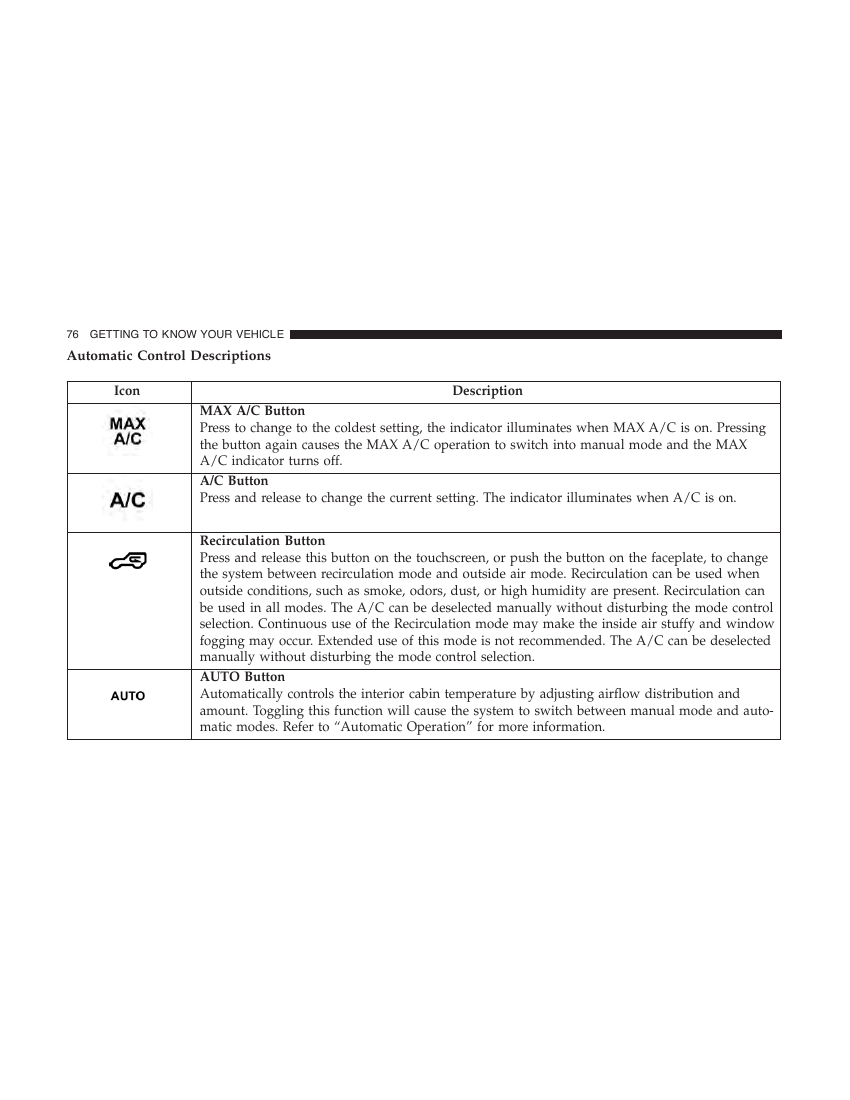 76 GETTING TO KNOW YOUR VEHICLE
Automatic Control Descriptions
Icon Description
MAX
A/C
MAX A/C Button
Press to change to the coldest setting, the indicator illuminates when MAX A/C is on. Pressing
the button again causes the MAX A/C operation to switch into manual mode and the MAX
A/C indicator turns off.
A/C
A/C Button
Press and release to change the current setting. The indicator illuminates when A/C is on.
Recirculation Button
Press and release this button on the touchscreen, or push the button on the faceplate, to change
the system between recirculation mode and outside air mode. Recirculation can be used when
outside conditions, such as smoke, odors, dust, or high humidity are present. Recirculation can
be used in all modes. The A/C can be deselected manually without disturbing the mode control
selection. Continuous use of the Recirculation mode may make the inside air stuffy and window
fogging may occur. Extended use of this mode is not recommended. The A/C can be deselected
manually without disturbing the mode control selection.
AUTO
AUTO Button
Automatically controls the interior cabin temperature by adjusting airflow distribution and
amount. Toggling this function will cause the system to switch between manual mode and auto-
matic modes. Refer to “Automatic Operation” for more information.